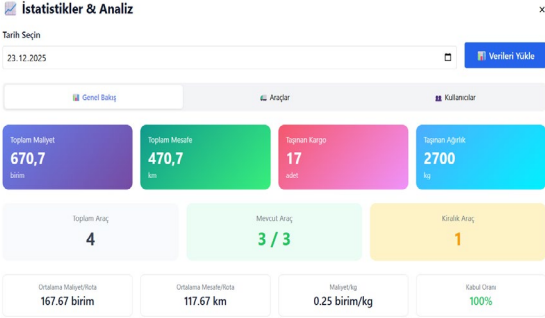 İstatistikler & Analiz
x
Tarih Seçin
23.12.2025
Verileri Yükle
Genel Bakış
Araçlar
Kullanıcılar
Toplam Maliyet
670,7
birim
Toplam Mesafe
470,7
km
Taşınan Kargo
17
adet
Taşınan Ağırlık
2700
kg
Toplam Araç
4
Mevcut Araç
3 / 3
Kiralık Araç
1
Ortalama Maliyet/Rota
167.67 birim
Ortalama Mesafe/Rota
117.67 km
Maliyet/kg
0.25 birim/kg
Kabul Oranı
100%